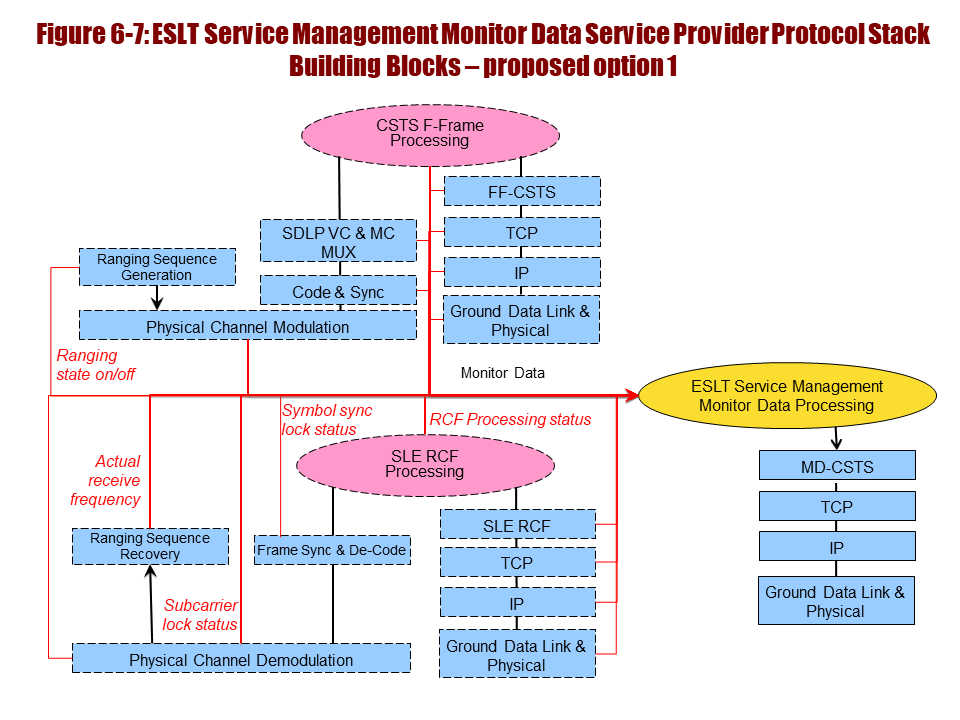 Figure 6-7: ESLT Service Management Monitor Data Service Provider Protocol Stack
Building Blocks – proposed option 1
CSTS F-Frame
Processing
FF-CSTS
SDLP VC & MC
MUX
TCP
Ranging Sequence
Generation
IP
Code & Sync
Ground Data Link &
Physical
Physical Channel Modulation
Ranging
state on/off
Monitor Data
ESLT Service Management
Monitor Data Processing
Symbol sync
lock status
RCF Processing status
SLE RCF
Processing
Actual
receive
frequency
MD-CSTS
TCP
IP
Ground Data Link &
Physical
SLE RCF
Ranging Sequence
Recovery
Frame Sync & De-Code
TCP
IP
Subcarrier
lock status
Ground Data Link &
Physical
Physical Channel Demodulation